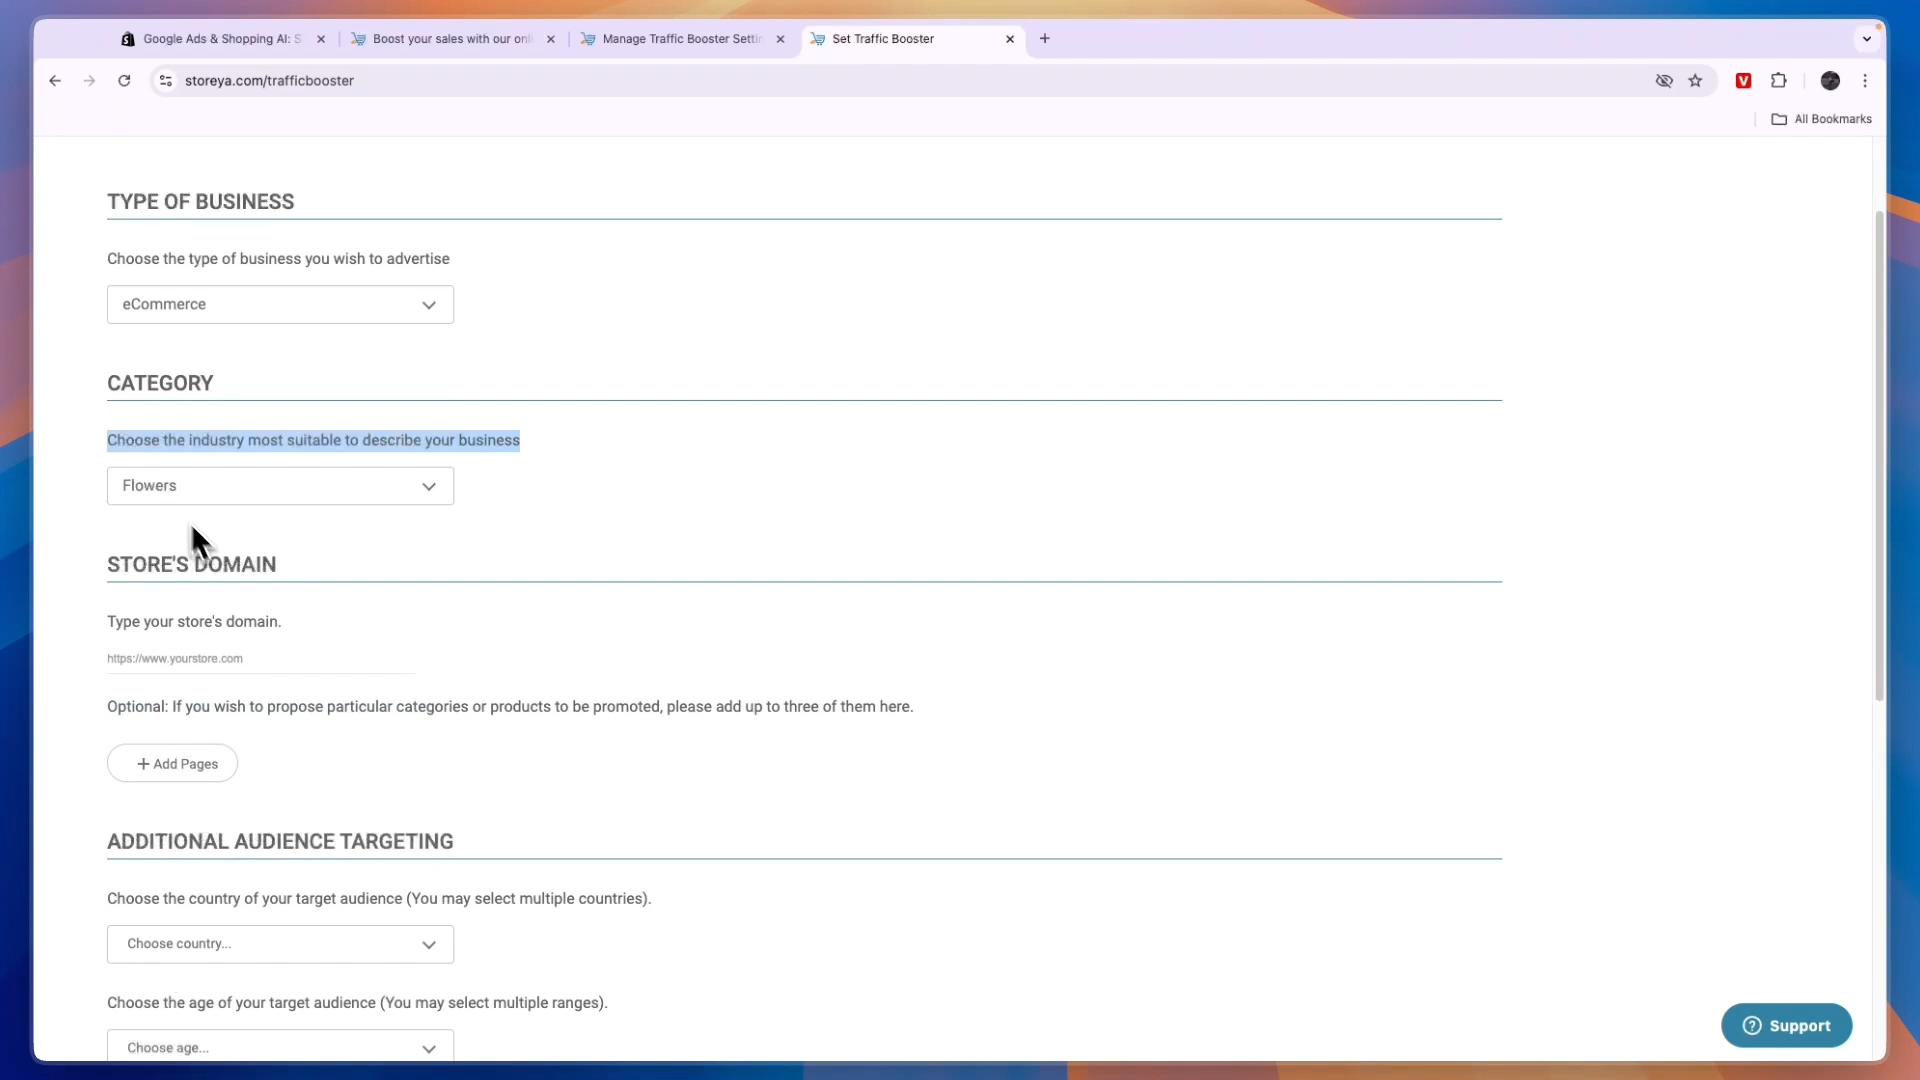 Google Ads & Shopping AI: S
Boost your sales with our onl
Manage Traffic Booster Settin
Set Traffic Booster
storeya.com/trafficbooster
All Bookmarks
TYPE OF BUSINESS
Choose the type of business you wish to advertise
eCommerce
CATEGORY
Choose the industry most suitable to describe your business
Flowers
STORE'S DOMAIN
Type your store's domain.
https://www.yourstore.com
Optional: If you wish to propose particular categories or products to be promoted, please add up to three of them here.
+ Add Pages
ADDITIONAL AUDIENCE TARGETING
Choose the country of your target audience (You may select multiple countries).
Choose country...
Choose the age of your target audience (You may select multiple ranges).
Choose age...
Support